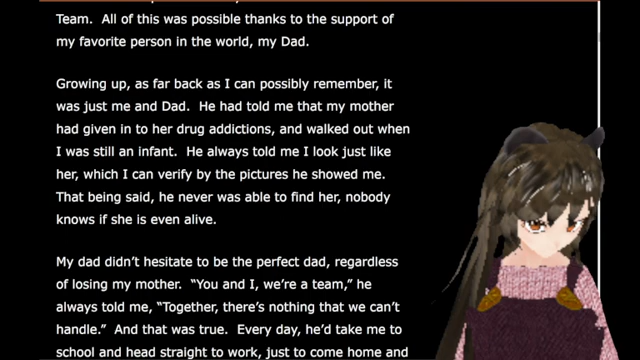 Team.  All of this was possible thanks to the support of
my favorite person in the world, my Dad.
Growing up, as far back as I can possibly remember, it
was just me and Dad.  He had told me that my mother
had given in to her drug addictions, and walked out when
I was still an infant.  He always told me I look just like
her, which I can verify by the pictures he showed me.
That being said, he never was able to find her, nobody
knows if she is even alive.
My dad didn’t hesitate to be the perfect dad, regardless
of losing my mother.  “You and I, we’re a team,” he
always told me, “Together, there’s nothing that we can’t
handle.”  And that was true.  Every day, he’d take me to
school and head straight to work, just to come home and